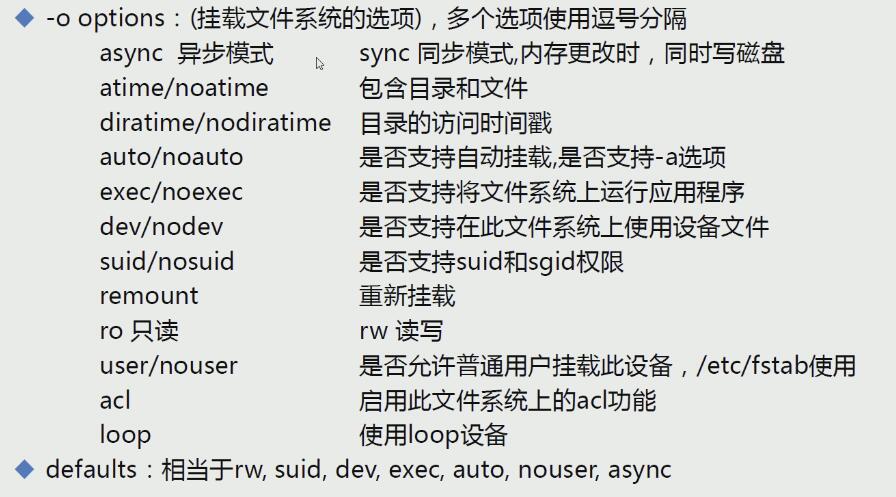 -o options：(挂载文件系统的选项)，多个选项使用逗号分隔
async 异步模式 sync 同步模式,内存更改时，同时写磁盘
atime/noatime 包含目录和文件
diratime/nodiratime 目录的访问时间戳
auto/noauto 是否支持自动挂载,是否支持-a选项
exec/noexec 是否支持将文件系统上运行应用程序
dev/nodev 是否支持在此文件系统上使用设备文件
suid/nosuid 是否支持suid和sgid权限
remount 重新挂载
ro 只读 rw 读写
user/nouser 是否允许普通用户挂载此设备，/etc/fstab使用
acl 启用此文件系统上的acl功能
loop 使用loop设备
defaults：相当于rw, suid, dev, exec, auto, nouser, async